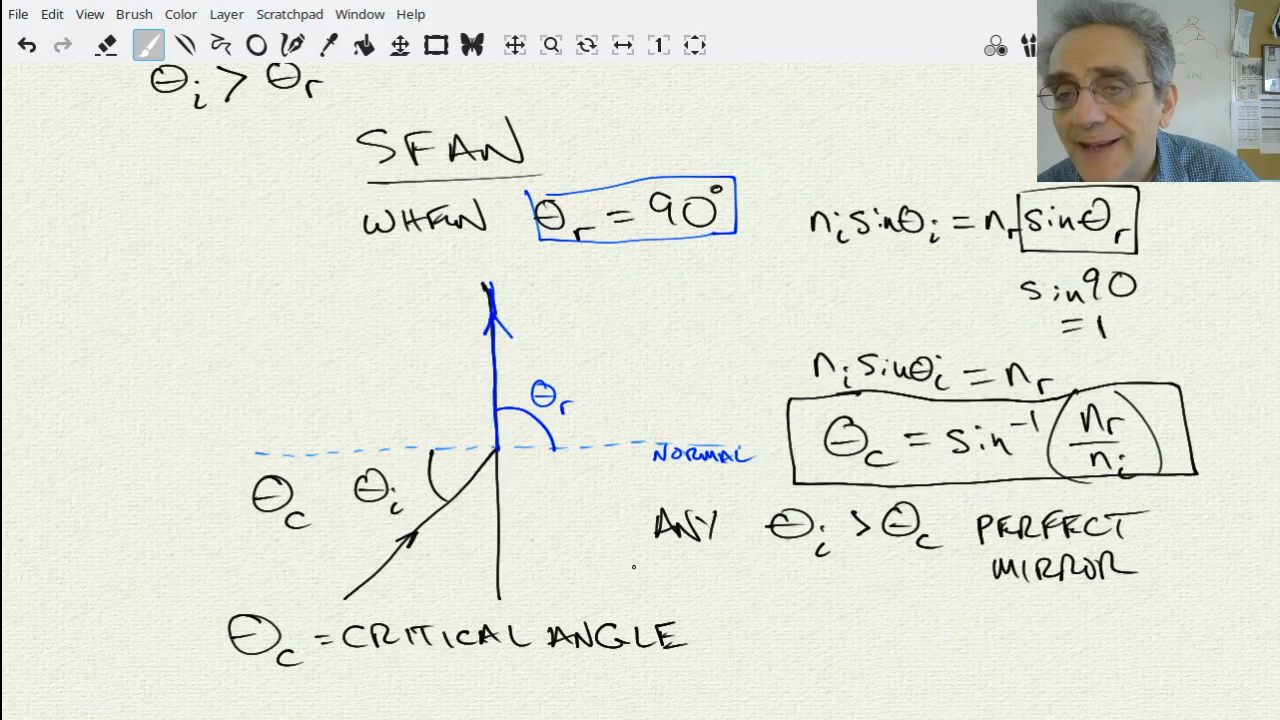 File Edit View Brush Color Layer Scratchpad Window Help
1
θi > θr
SFAN
WHEN θr = 90°
ni sinθi = nr sinθr
sin90
= 1
ni sinθi = nr
θc = sin⁻¹ (nr/ni)
θr
NORMAL
θc θi
ANY θi > θc PERFECT
MIRROR
θc = CRITICAL ANGLE